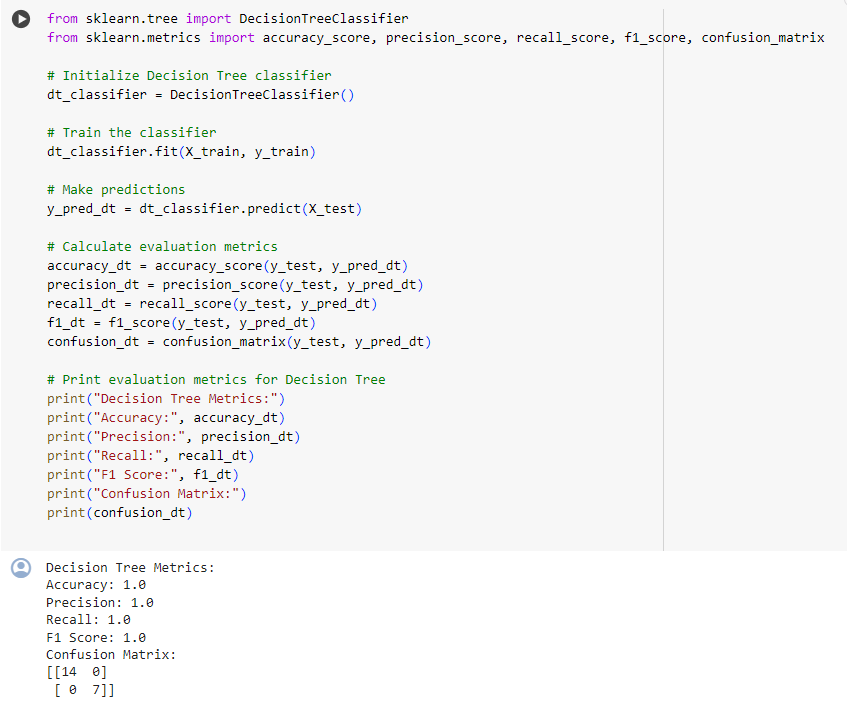 from sklearn.tree import DecisionTreeClassifier
from sklearn.metrics import accuracy_score, precision_score, recall_score, f1_score, confusion_matrix
# Initialize Decision Tree classifier
dt_classifier = DecisionTreeClassifier()
# Train the classifier
dt_classifier.fit(X_train, y_train)
# Make predictions
y_pred_dt = dt_classifier.predict(X_test)
# Calculate evaluation metrics
accuracy_dt = accuracy_score(y_test, y_pred_dt)
precision_dt = precision_score(y_test, y_pred_dt)
recall_dt = recall_score(y_test, y_pred_dt)
f1_dt = f1_score(y_test, y_pred_dt)
confusion_dt = confusion_matrix(y_test, y_pred_dt)
# Print evaluation metrics for Decision Tree
print("Decision Tree Metrics:")
print("Accuracy:", accuracy_dt)
print("Precision:", precision_dt)
print("Recall:", recall_dt)
print("F1 Score:", f1_dt)
print("Confusion Matrix:")
print(confusion_dt)
Decision Tree Metrics:
Accuracy: 1.0
Precision: 1.0
Recall: 1.0
F1 Score: 1.0
Confusion Matrix:
[[14  0]
 [ 0  7]]